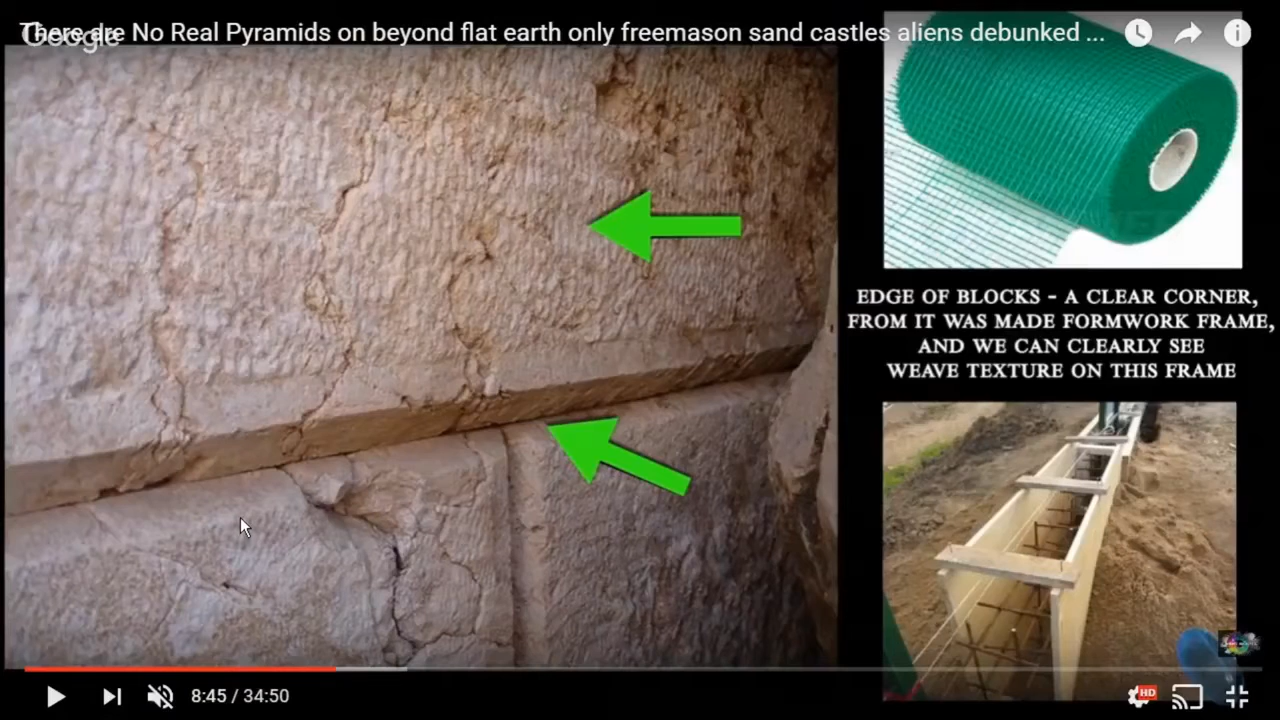 There are No Real Pyramids on beyond flat earth only freemason sand castles aliens debunked ...
Google
EDGE OF BLOCKS - A CLEAR CORNER,
FROM IT WAS MADE FORMWORK FRAME,
AND WE CAN CLEARLY SEE
WEAVE TEXTURE ON THIS FRAME
8:45 / 34:50
HD